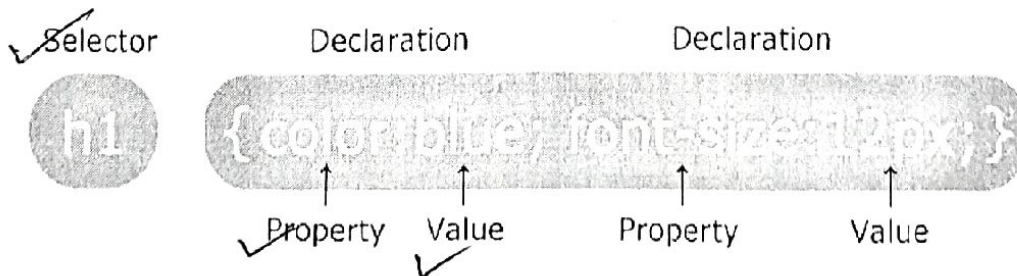 Selector Declaration Declaration
h1 { color:blue; font-size:12px; }
Property Value Property Value